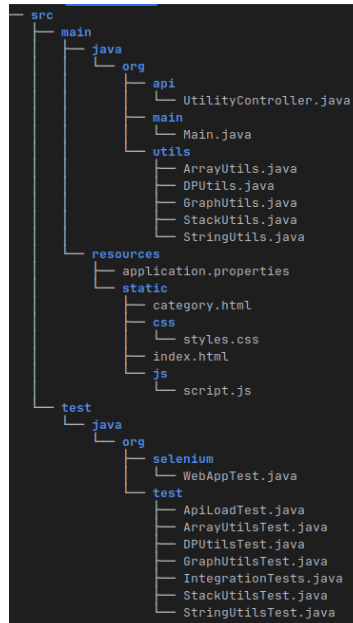 src
main
java
org
api
UtilityController.java
main
Main.java
utils
ArrayUtils.java
DPUtils.java
GraphUtils.java
StackUtils.java
StringUtils.java
resources
application.properties
static
category.html
css
styles.css
index.html
js
script.js
test
java
org
selenium
WebAppTest.java
test
ApiLoadTest.java
ArrayUtilsTest.java
DPUtilsTest.java
GraphUtilsTest.java
IntegrationTests.java
StackUtilsTest.java
StringUtilsTest.java